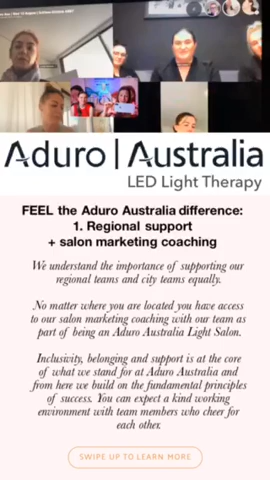 Aduro | Australia
LED Light Therapy
FEEL the Aduro Australia difference:
1. Regional support
+ salon marketing coaching
We understand the importance of supporting our
regional teams and city teams equally.
No matter where you are located you have access
to our salon marketing coaching with our team as
part of being an Aduro Australia Light Salon.
Inclusivity, belonging and support is at the core
of what we stand for at Aduro Australia and
from here we build on the fundamental principles
of success. You can expect a kind working
environment with team members who cheer for
each other.
SWIPE UP TO LEARN MORE